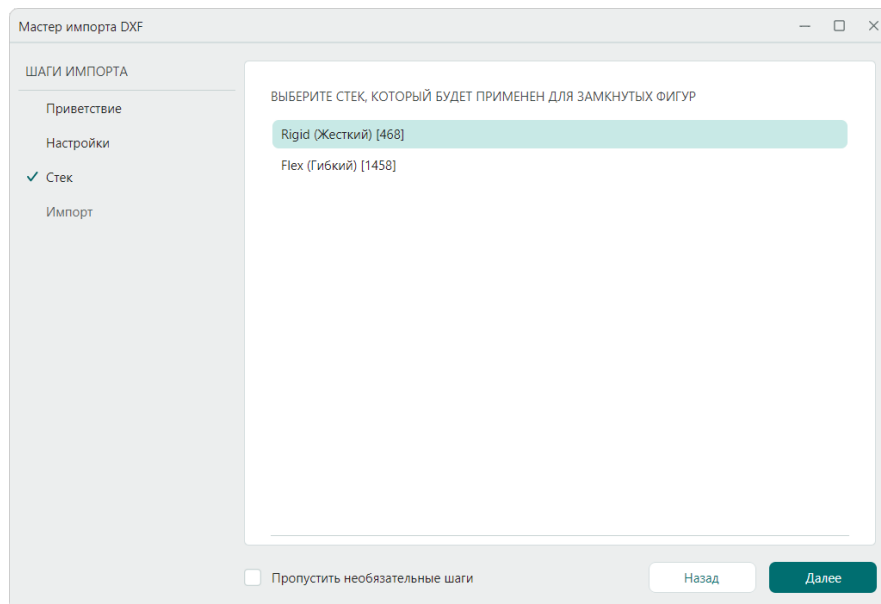 Мастер импорта DXF
ШАГИ ИМПОРТА
Приветствие
Настройки
Стек
Импорт
ВЫБЕРИТЕ СТЕК, КОТОРЫЙ БУДЕТ ПРИМЕНЕН ДЛЯ ЗАМКНУТЫХ ФИГУР
Rigid (Жесткий) [468]
Flex (Гибкий) [1458]
Пропустить необязательные шаги
Назад
Далее